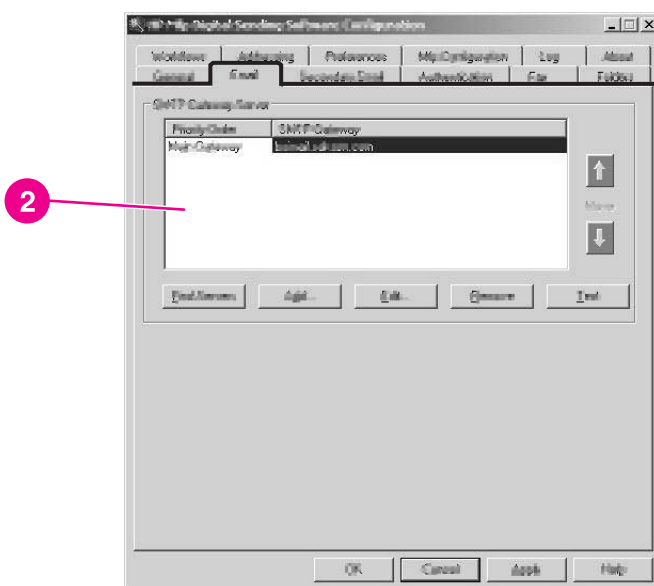 HP Mfp Digital Sending Software Configuration
Workflows Addressing Preferences Mfp Configuration Log About
General Email Secondary Email Authentication Fax Folders
SMTP Gateway Server
Priority Order SMTP Gateway
Main Gateway
Move
2
Find Servers Add... Edit... Remove Test
OK Cancel Apply Help